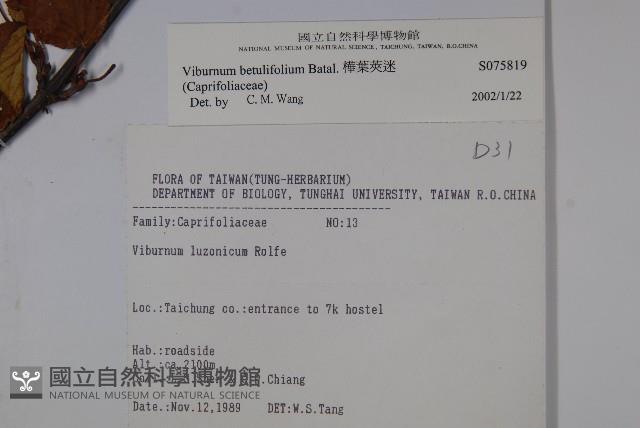 國立自然科學博物館
NATIONAL MUSEUM OF NATURAL SCIENCE, TAICHUNG, TAIWAN, R.O.CHINA
Viburnum betulifolium Batal. 樺葉莢迷 S075819
(Caprifoliaceae)
Det. by C. M. Wang 2002/1/22
D31
FLORA OF TAIWAN(TUNG-HERBARIUM)
DEPARTMENT OF BIOLOGY, TUNGHAI UNIVERSITY, TAIWAN R.O.CHINA
Family:Caprifoliaceae NO:13
Viburnum luzonicum Rolfe
Loc.:Taichung co.:entrance to 7k hostel
Hab.:roadside
Alt.:ca.2100m
Chiang
國立自然科學博物館
NATIONAL MUSEUM OF NATURAL SCIENCE
Date.:Nov.12,1989 DET:W.S.Tang